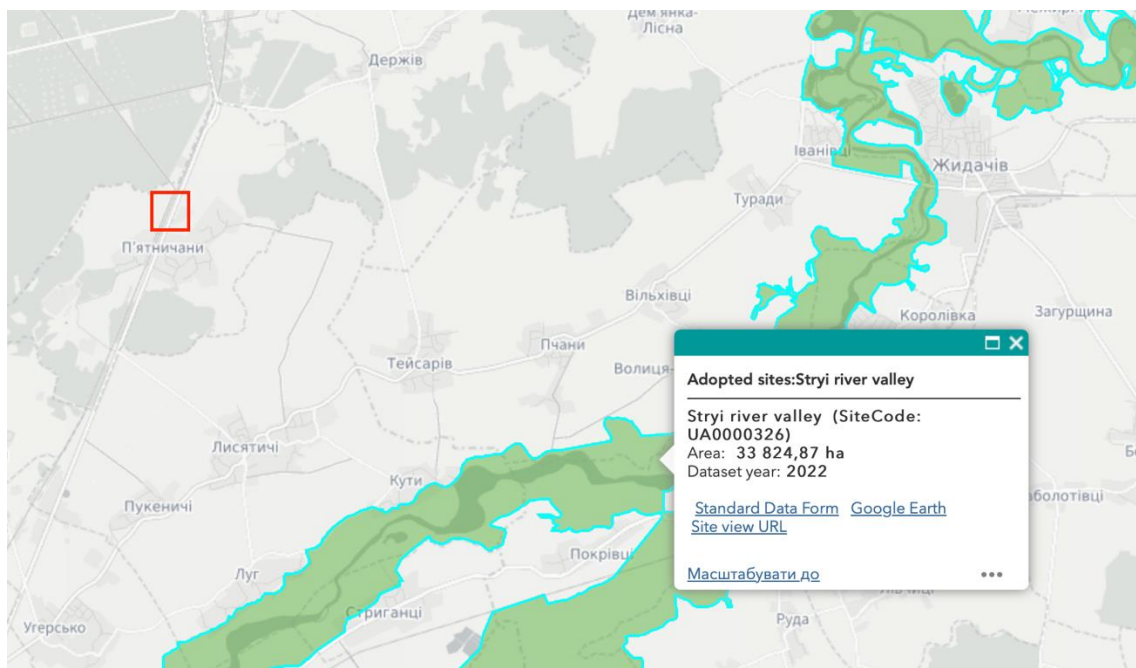 Дем'янка-
Лісна
Держів
Іванівці
Жидачів
Туради
П'ятничани
Вільхівці
Королівка
Загурщина
Пчани
Тейсарів
Волиця-
Adopted sites:Stryi river valley
Stryi river valley (SiteCode:
UA0000326)
Area: 33 824,87 ha
Dataset year: 2022
Standard Data Form Google Earth
Site view URL
Масштабувати до
Лисятичі
Кути
Пукеничі
Покрівці
Луг
Стриганці
Угерсько
Руда